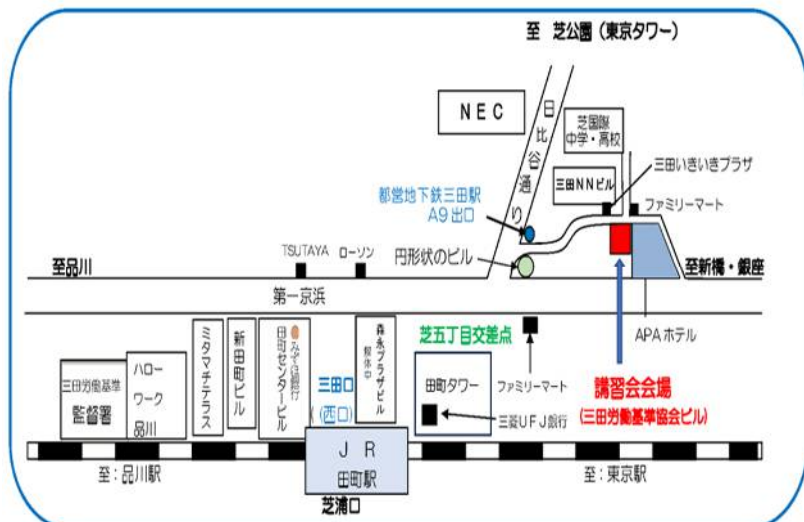 至 芝公園（東京タワー）
NEC
日比谷通り
芝国際
中学・高校
三田いきいきプラザ
三田NNビル
ファミリーマート
都営地下鉄三田駅
A9出口
TSUTAYA
ローソン
円形状のビル
至品川
至新橋・銀座
第一京浜
APAホテル
芝五丁目交差点
ファミリーマート
講習会会場
(三田労働基準協会ビル)
三田労働基準
監督署
ハロー
ワーク
品川
ミタマチテラス
新田町ビル
みずほ銀行
田町センタービル
三田口
(西口)
森永プラザビル
解体中
田町タワー
三菱UFJ銀行
JR
田町駅
芝浦口
至：品川駅
至：東京駅